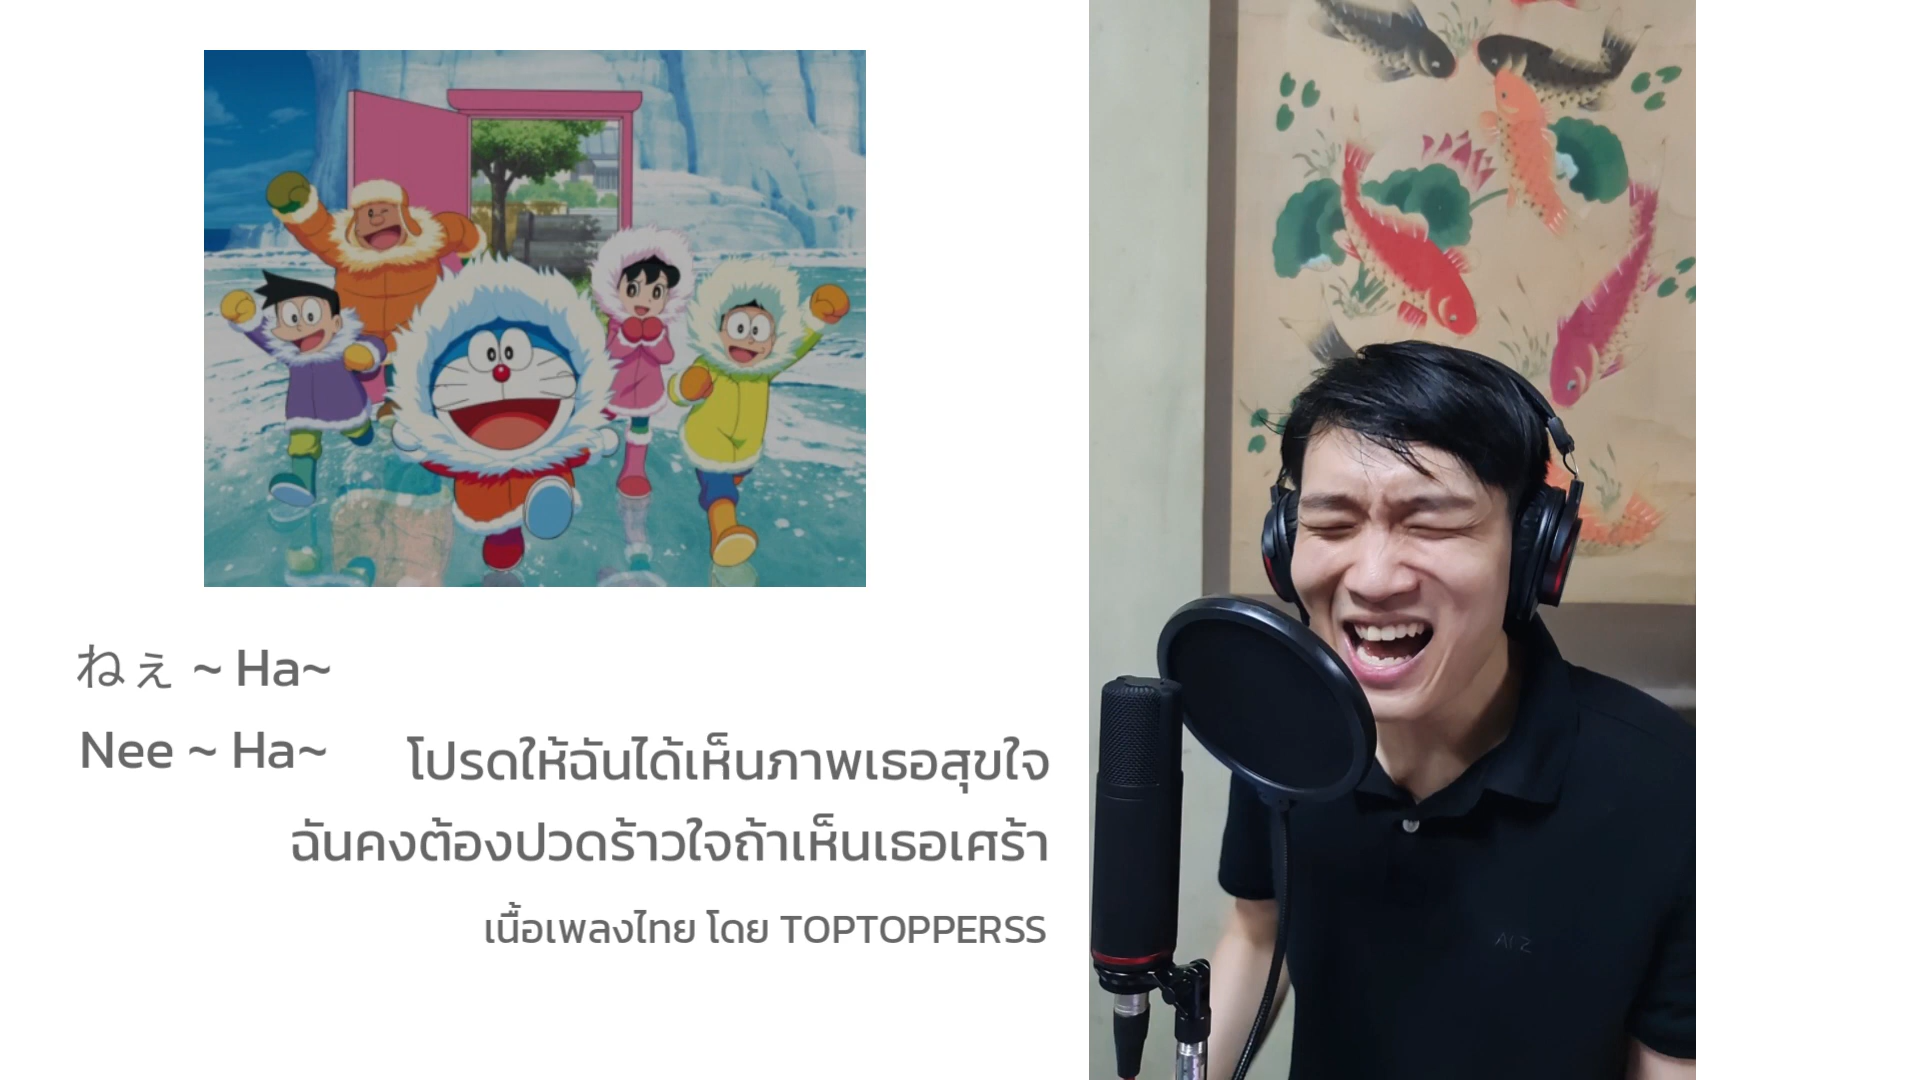 ねぇ ~ Ha~
Nee ~ Ha~
โปรดให้ฉันได้เห็นภาพเธอสุขใจ
ฉันคงต้องปวดร้าวใจถ้าเห็นเธอเศร้า
เนื้อเพลงไทย โดย TOPTOPPERSS